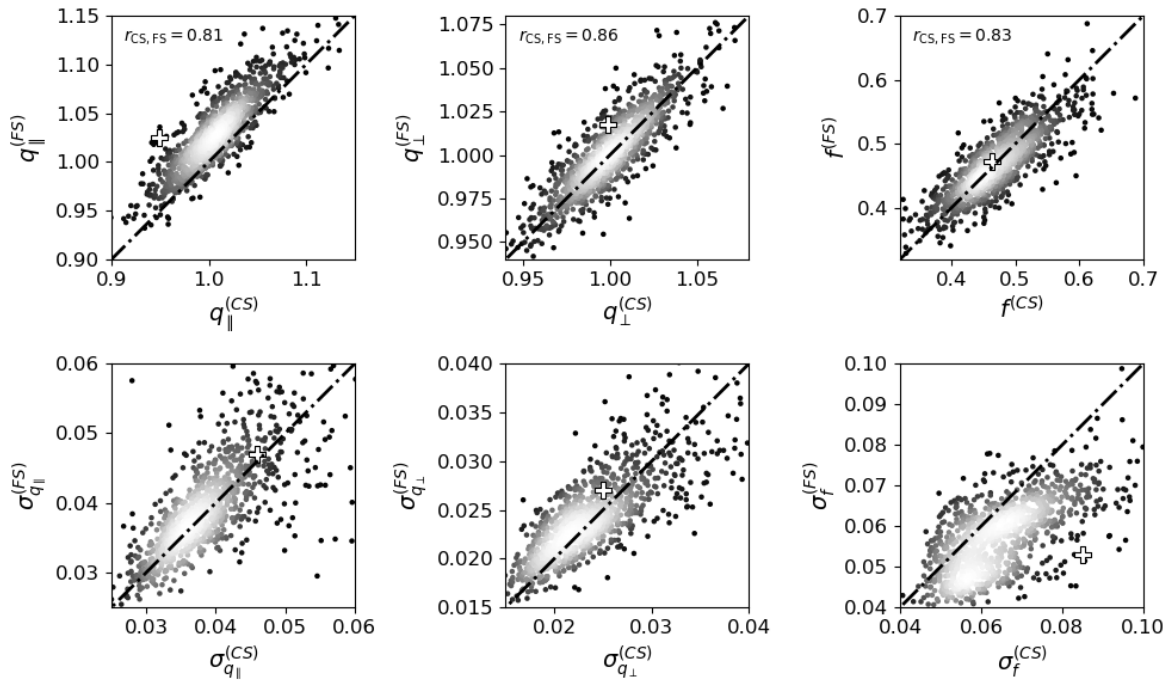 1.15
1.10
1.05
1.00
0.95
0.90
r_CS,FS = 0.81
q_∥^(FS)
0.9 1.0 1.1
q_∥^(CS)
1.075
1.050
1.025
1.000
0.975
0.950
r_CS,FS = 0.86
q_⊥^(FS)
0.95 1.00 1.05
q_⊥^(CS)
0.7
0.6
0.5
0.4
r_CS,FS = 0.83
f^(FS)
0.4 0.5 0.6 0.7
f^(CS)
0.06
0.05
0.04
0.03
σ_q∥^(FS)
0.03 0.04 0.05 0.06
σ_q∥^(CS)
0.040
0.035
0.030
0.025
0.020
0.015
σ_q⊥^(FS)
0.02 0.03 0.04
σ_q⊥^(CS)
0.10
0.09
0.08
0.07
0.06
0.05
0.04
σ_f^(FS)
0.04 0.06 0.08 0.10
σ_f^(CS)